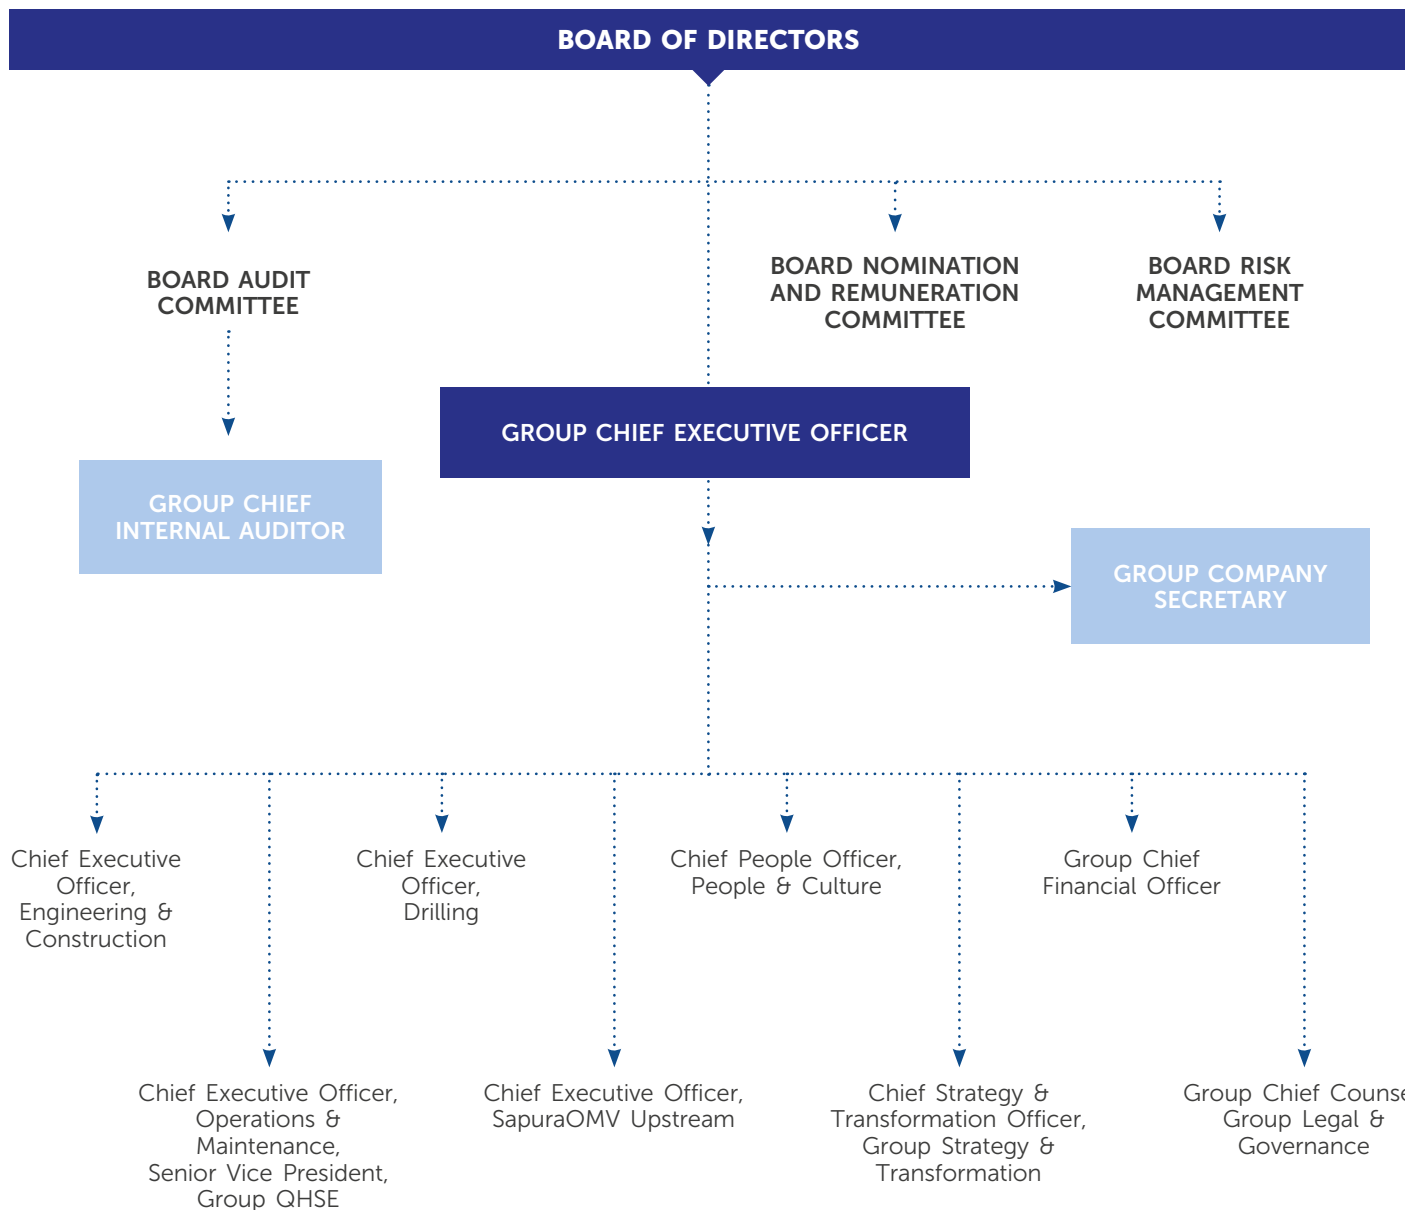 BOARD OF DIRECTORS
BOARD AUDIT
COMMITTEE
BOARD NOMINATION
AND REMUNERATION
COMMITTEE
BOARD RISK
MANAGEMENT
COMMITTEE
GROUP CHIEF EXECUTIVE OFFICER
GROUP CHIEF
INTERNAL AUDITOR
GROUP COMPANY
SECRETARY
Chief Executive
Officer,
Engineering &
Construction
Chief Executive
Officer,
Drilling
Chief People Officer,
People & Culture
Group Chief
Financial Officer
Chief Executive Officer,
Operations &
Maintenance,
Senior Vice President,
Group QHSE
Chief Executive Officer,
SapuraOMV Upstream
Chief Strategy &
Transformation Officer,
Group Strategy &
Transformation
Group Chief
Group Legal &
Governance